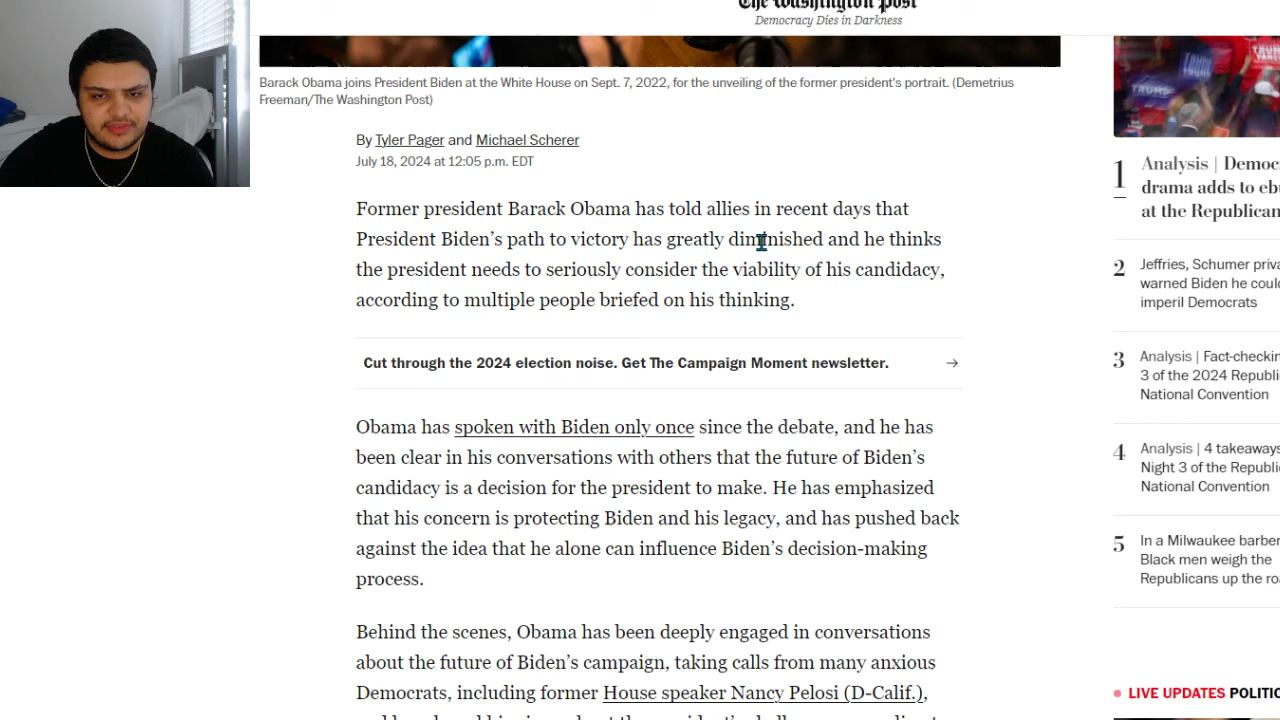 The Washington Post
Democracy Dies in Darkness
Barack Obama joins President Biden at the White House on Sept. 7, 2022, for the unveiling of the former president's portrait. (Demetrius
Freeman/The Washington Post)
By Tyler Pager and Michael Scherer
July 18, 2024 at 12:05 p.m. EDT
Former president Barack Obama has told allies in recent days that
President Biden’s path to victory has greatly diminished and he thinks
the president needs to seriously consider the viability of his candidacy,
according to multiple people briefed on his thinking.
Cut through the 2024 election noise. Get The Campaign Moment newsletter.
Obama has spoken with Biden only once since the debate, and he has
been clear in his conversations with others that the future of Biden’s
candidacy is a decision for the president to make. He has emphasized
that his concern is protecting Biden and his legacy, and has pushed back
against the idea that he alone can influence Biden’s decision-making
process.
Behind the scenes, Obama has been deeply engaged in conversations
about the future of Biden’s campaign, taking calls from many anxious
Democrats, including former House speaker Nancy Pelosi (D-Calif.),
TRUMP
TRUMP
1
Analysis | Democ
drama adds to eb
at the Republican
2
Jeffries, Schumer priva
warned Biden he could
imperil Democrats
3
Analysis | Fact-checkin
3 of the 2024 Republi
National Convention
4
Analysis | 4 takeaways
Night 3 of the Republi
National Convention
5
In a Milwaukee barber
Black men weigh the
Republicans up the ro
LIVE UPDATES POLITIC